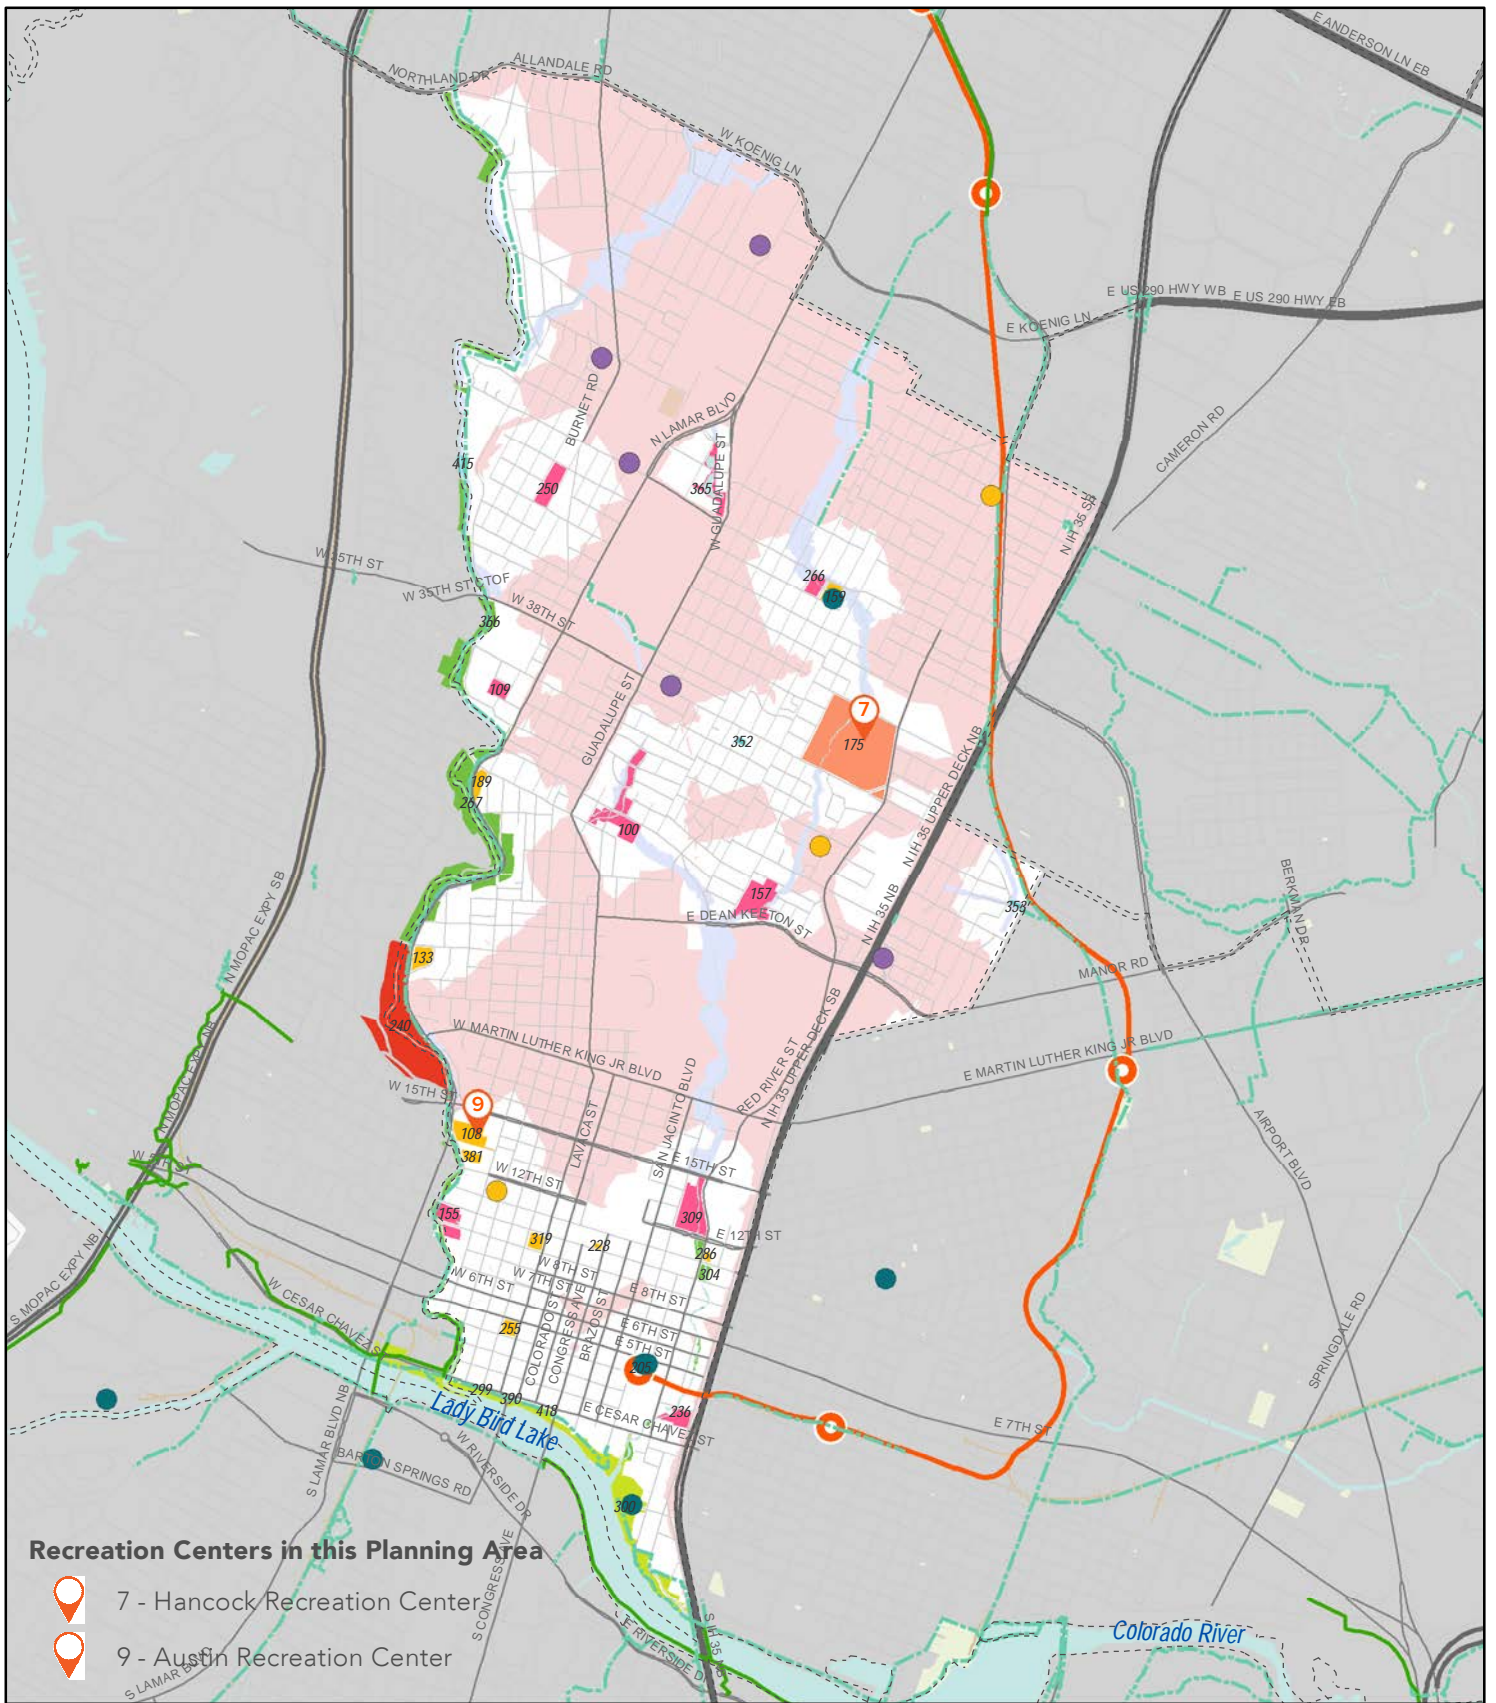 E ANDERSON LN EB
ALLANDALE RD
NORTHLAND DR
W KOENIG LN
E US 290 HWY WB
E US 290 HWY EB
E KOENIG LN
BURNET RD
N LAMAR BLVD
CAMERON RD
415
250
365
W GUADALUPE ST
N IH 35 SB
W 35TH ST
W 35TH ST CTOF
W 38TH ST
266
159
366
109
GUADALUPE ST
7
175
352
N IH 35 UPPER DECK NB
189
267
100
157
E DEAN KEETON ST
N IH 35 NB
353
BERKMAN DR
N MOPAC EXPY SB
133
MANOR RD
240
W MARTIN LUTHER KING JR BLVD
E MARTIN LUTHER KING JR BLVD
N MOPAC EXPY NB
W 15TH ST
SAN JACINTO BLVD
RED RIVER ST
N IH 35 UPPER DECK SB
9
108
381
LAVACA ST
E 15TH ST
AIRPORT BLVD
W 12TH ST
155
309
E 12TH ST
319
228
286
304
W 8TH ST
W 7TH ST
W 6TH ST
E 8TH ST
E 6TH ST
E 5TH ST
S MOPAC EXPY NB
W CESAR CHAVEZ ST
COLORADO ST
CONGRESS AVE
BRAZOS ST
255
205
SPRINGDALE RD
299
390
418
E CESAR CHAVEZ ST
236
E 7TH ST
Lady Bird Lake
S LAMAR BLVD NB
BARTON SPRINGS RD
W RIVERSIDE DR
300
S CONGRESS AVE
Recreation Centers in this Planning Area
7 - Hancock Recreation Center
9 - Austin Recreation Center
S LAMAR BLVD
E RIVERSIDE DR
S IH 35 NB
Colorado River